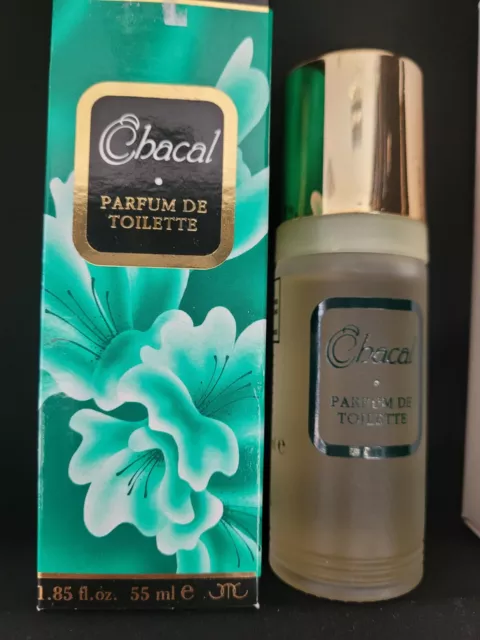 Chacal
•
PARFUM DE
TOILETTE
1.85 fl.oz. 55 ml e
Chacal
•
PARFUM DE
TOILETTE
e